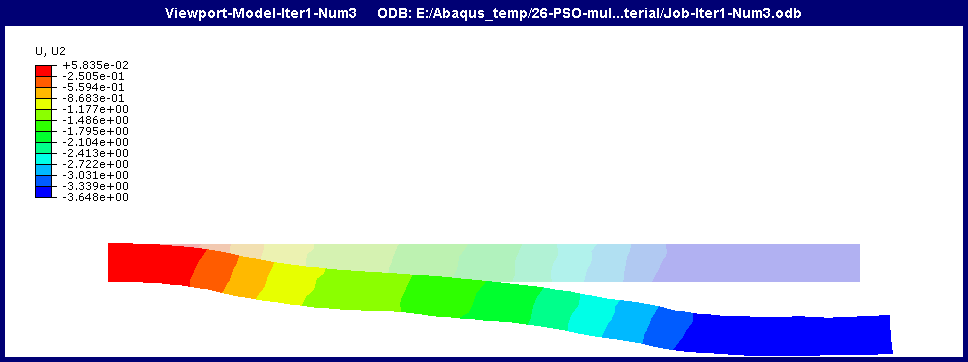 Viewport-Model-Iter1-Num3 ODB: E:/Abaqus_temp/26-PSO-mul...terial/Job-Iter1-Num3.odb
U, U2
+5.835e-02
-2.505e-01
-5.594e-01
-8.683e-01
-1.177e+00
-1.486e+00
-1.795e+00
-2.104e+00
-2.413e+00
-2.722e+00
-3.031e+00
-3.339e+00
-3.648e+00